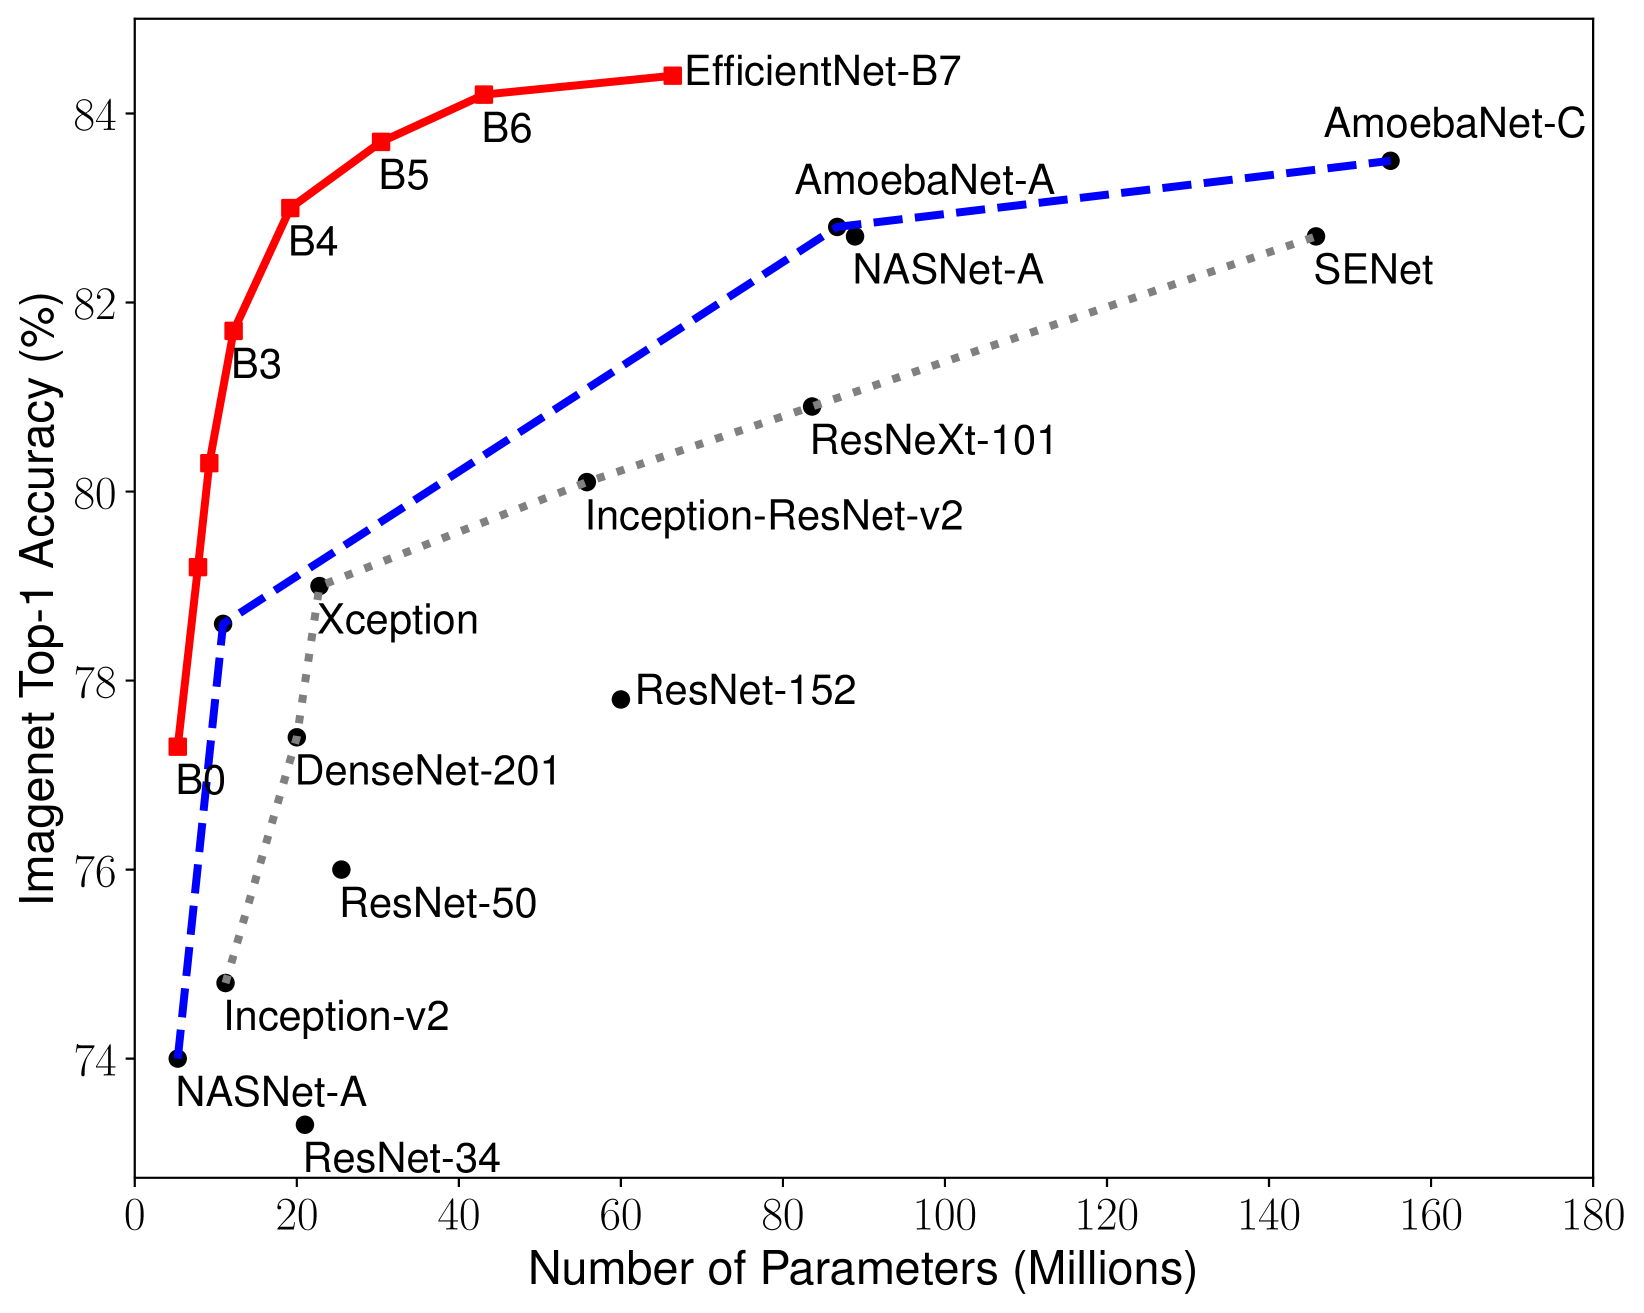 EfficientNet-B7
84
AmoebaNet-C
B6
B5
AmoebaNet-A
B4
NASNet-A
SENet
82
B3
ResNeXt-101
80
Inception-ResNet-v2
Xception
78
ResNet-152
B0
DenseNet-201
76
ResNet-50
Inception-v2
74
NASNet-A
ResNet-34
Imagenet Top-1 Accuracy (%)
0 20 40 60 80 100 120 140 160 180
Number of Parameters (Millions)